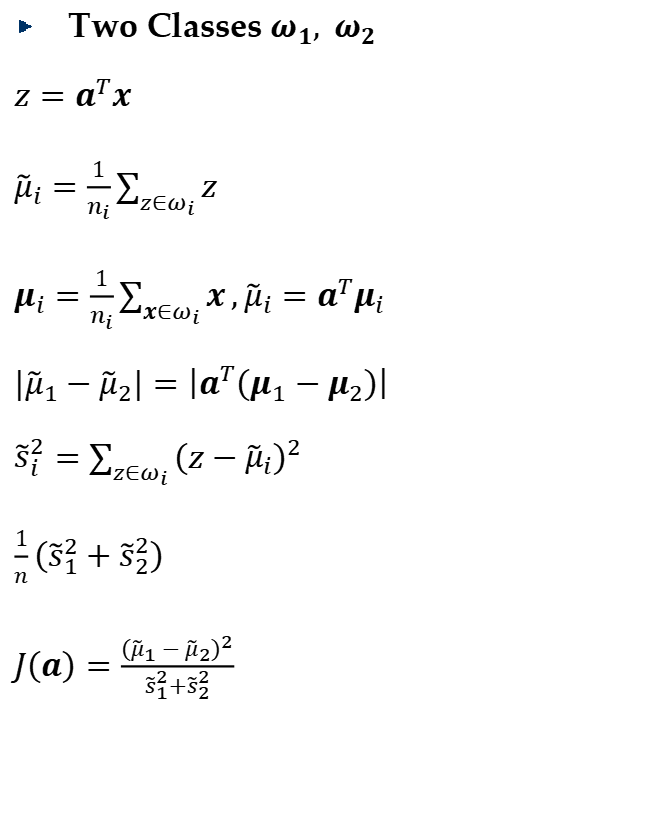 ▸ Two Classes ω₁, ω₂
z = aᵀx
μ̃ᵢ = 1/nᵢ ∑_{z∈ωᵢ} z
μᵢ = 1/nᵢ ∑_{x∈ωᵢ} x , μ̃ᵢ = aᵀμᵢ
|μ̃₁ − μ̃₂| = |aᵀ(μ₁ − μ₂)|
s̃ᵢ² = ∑_{z∈ωᵢ} (z − μ̃ᵢ)²
1/n (s̃₁² + s̃₂²)
J(a) = (μ̃₁ − μ̃₂)² / s̃₁²+s̃₂²